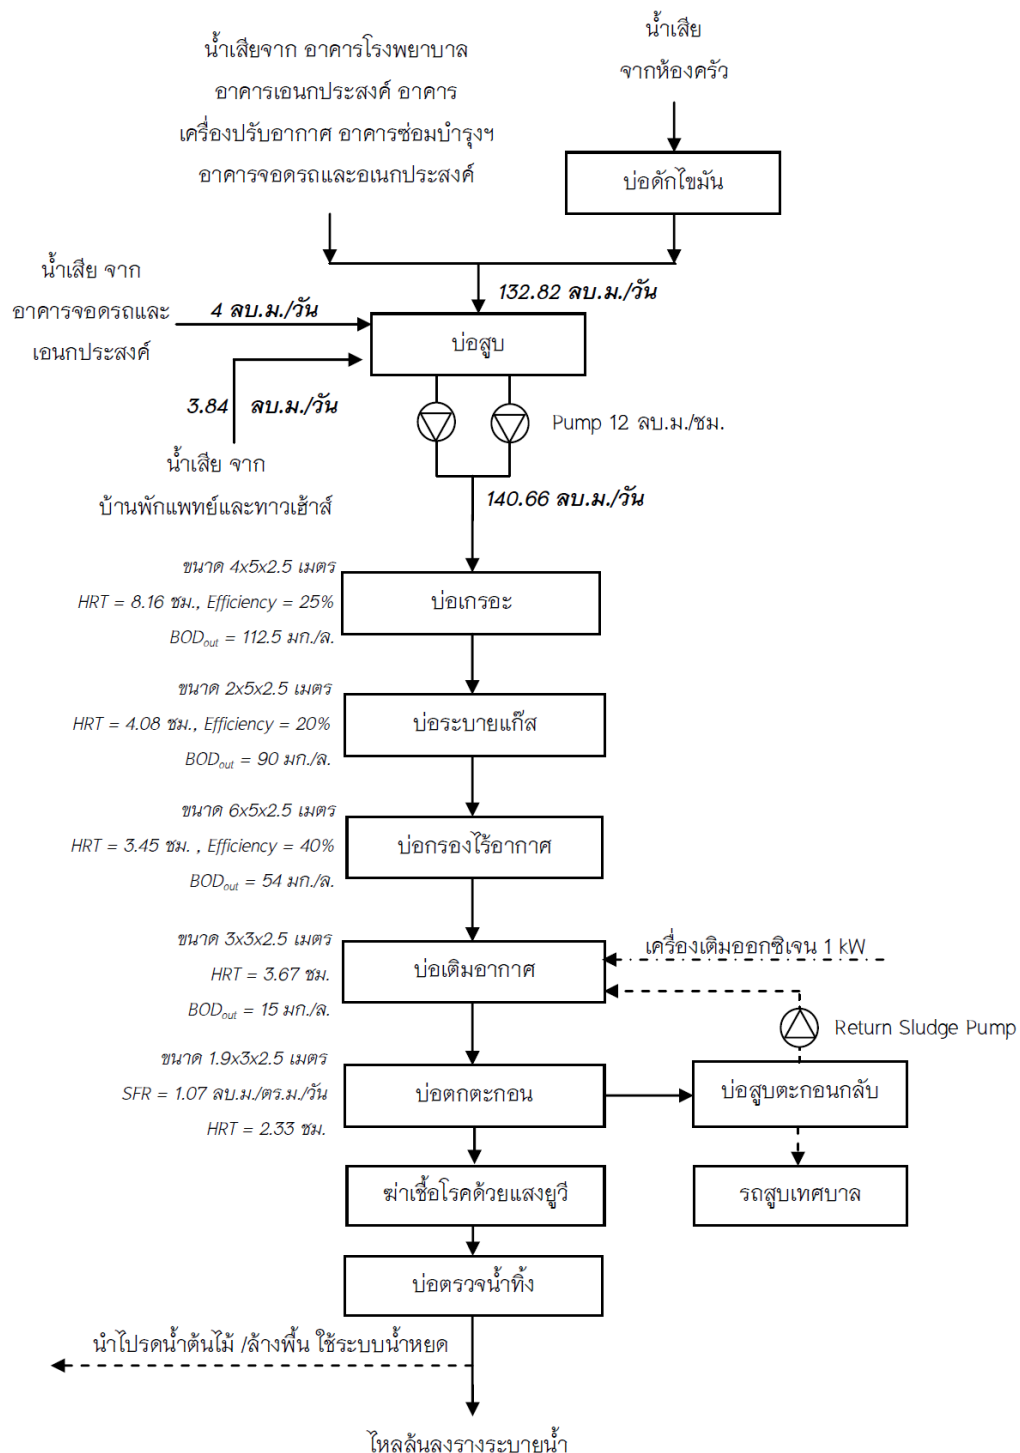 น้ำเสียจาก อาคารโรงพยาบาล
อาคารเอนกประสงค์ อาคาร
เครื่องปรับอากาศ อาคารซ่อมบำรุงฯ
อาคารจอดรถและอเนกประสงค์
น้ำเสีย
จากห้องครัว
บ่อดักไขมัน
132.82 ลบ.ม./วัน
น้ำเสีย จาก
อาคารจอดรถและ
เอนกประสงค์
4 ลบ.ม./วัน
บ่อสูบ
3.84 ลบ.ม./วัน
น้ำเสีย จาก
บ้านพักแพทย์และทาวเฮ้าส์
Pump 12 ลบ.ม./ชม.
140.66 ลบ.ม./วัน
ขนาด 4x5x2.5 เมตร
HRT = 8.16 ชม., Efficiency = 25%
BODout = 112.5 มก./ล.
บ่อเกรอะ
ขนาด 2x5x2.5 เมตร
HRT = 4.08 ชม., Efficiency = 20%
BODout = 90 มก./ล.
บ่อระบายแก๊ส
ขนาด 6x5x2.5 เมตร
HRT = 3.45 ชม. , Efficiency = 40%
BODout = 54 มก./ล.
บ่อกรองไร้อากาศ
ขนาด 3x3x2.5 เมตร
HRT = 3.67 ชม.
BODout = 15 มก./ล.
บ่อเติมอากาศ
เครื่องเติมออกซิเจน 1 kW
Return Sludge Pump
ขนาด 1.9x3x2.5 เมตร
SFR = 1.07 ลบ.ม./ตร.ม./วัน
HRT = 2.33 ชม.
บ่อตกตะกอน
บ่อสูบตะกอนกลับ
ฆ่าเชื้อโรคด้วยแสงยูวี
รถสูบเทศบาล
บ่อตรวจน้ำทิ้ง
นำไปรดน้ำต้นไม้ /ล้างพื้น ใช้ระบบน้ำหยด
ไหลล้นลงรางระบายน้ำ